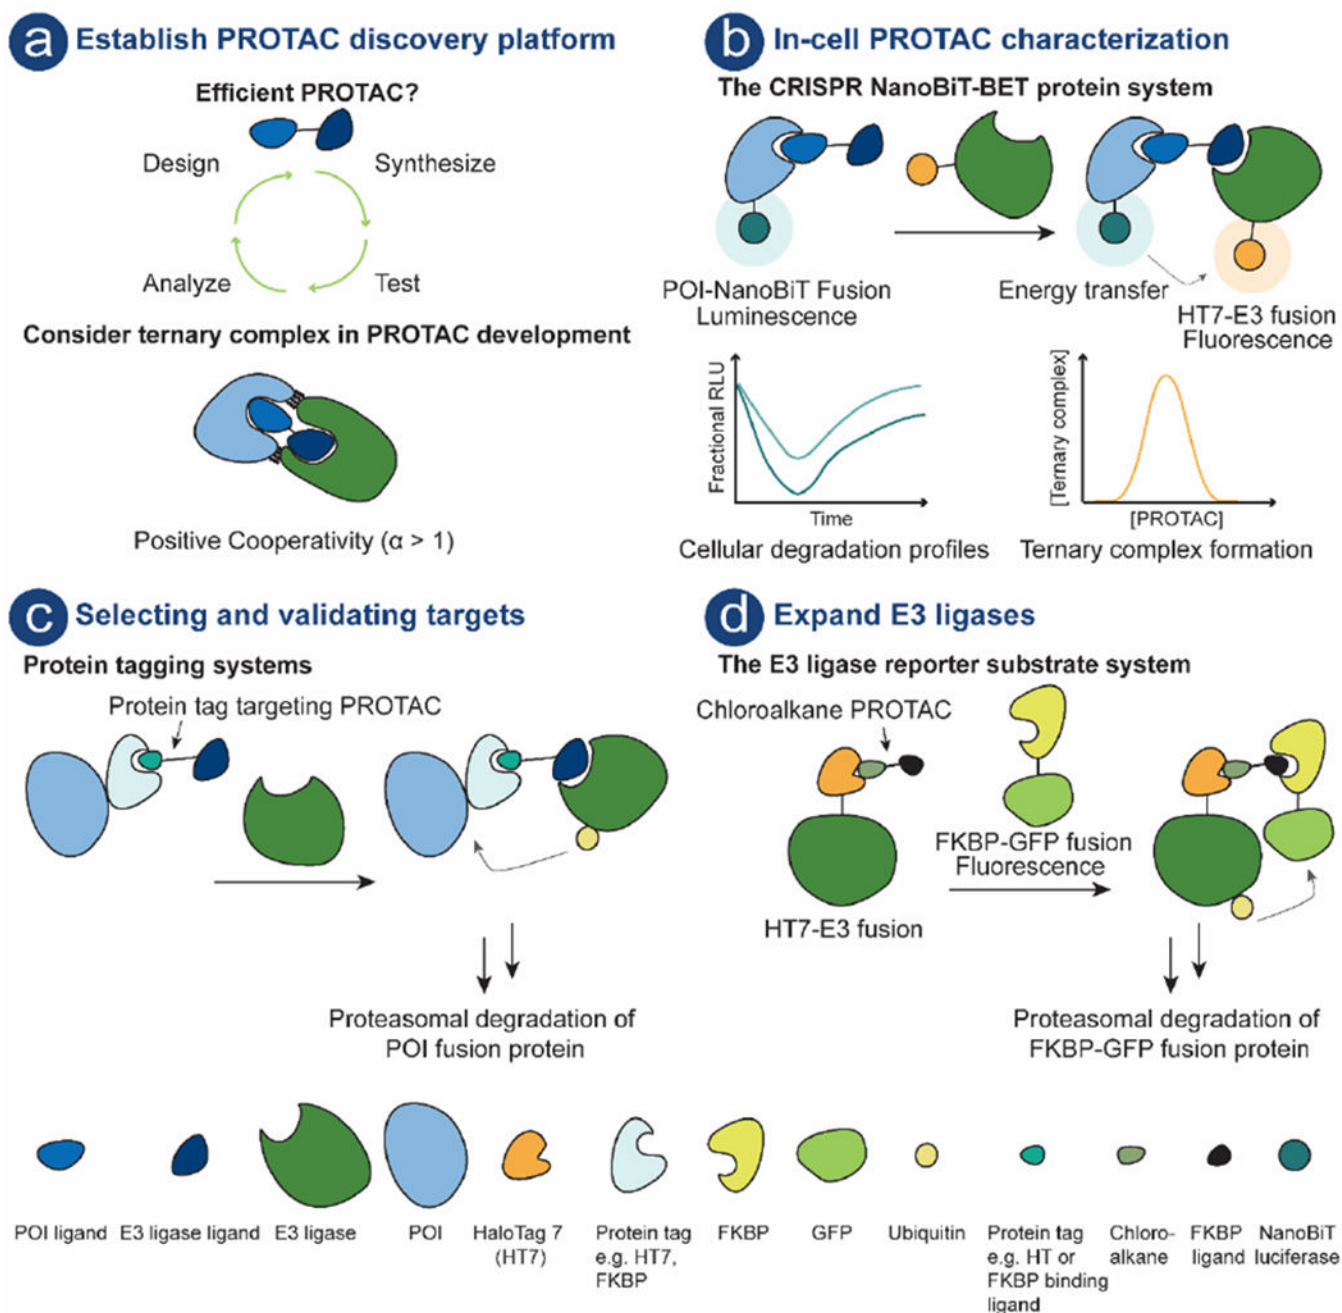 a Establish PROTAC discovery platform
Efficient PROTAC?
Design
Synthesize
Analyze
Test
Consider ternary complex in PROTAC development
Positive Cooperativity (α > 1)
b In-cell PROTAC characterization
The CRISPR NanoBiT-BET protein system
POI-NanoBiT Fusion
Luminescence
Energy transfer
HT7-E3 fusion
Fluorescence
Fractional RLU
Time
Cellular degradation profiles
[Ternary complex]
[PROTAC]
Ternary complex formation
c Selecting and validating targets
Protein tagging systems
Protein tag targeting PROTAC
Proteasomal degradation of
POI fusion protein
d Expand E3 ligases
The E3 ligase reporter substrate system
Chloroalkane PROTAC
FKBP-GFP fusion
Fluorescence
HT7-E3 fusion
Proteasomal degradation of
FKBP-GFP fusion protein
POI ligand
E3 ligase ligand
E3 ligase
POI
HaloTag 7
(HT7)
Protein tag
e.g. HT7,
FKBP
FKBP
GFP
Ubiquitin
Protein tag
e.g. HT or
FKBP binding
ligand
Chloro-
alkane
FKBP
ligand
NanoBiT
luciferase